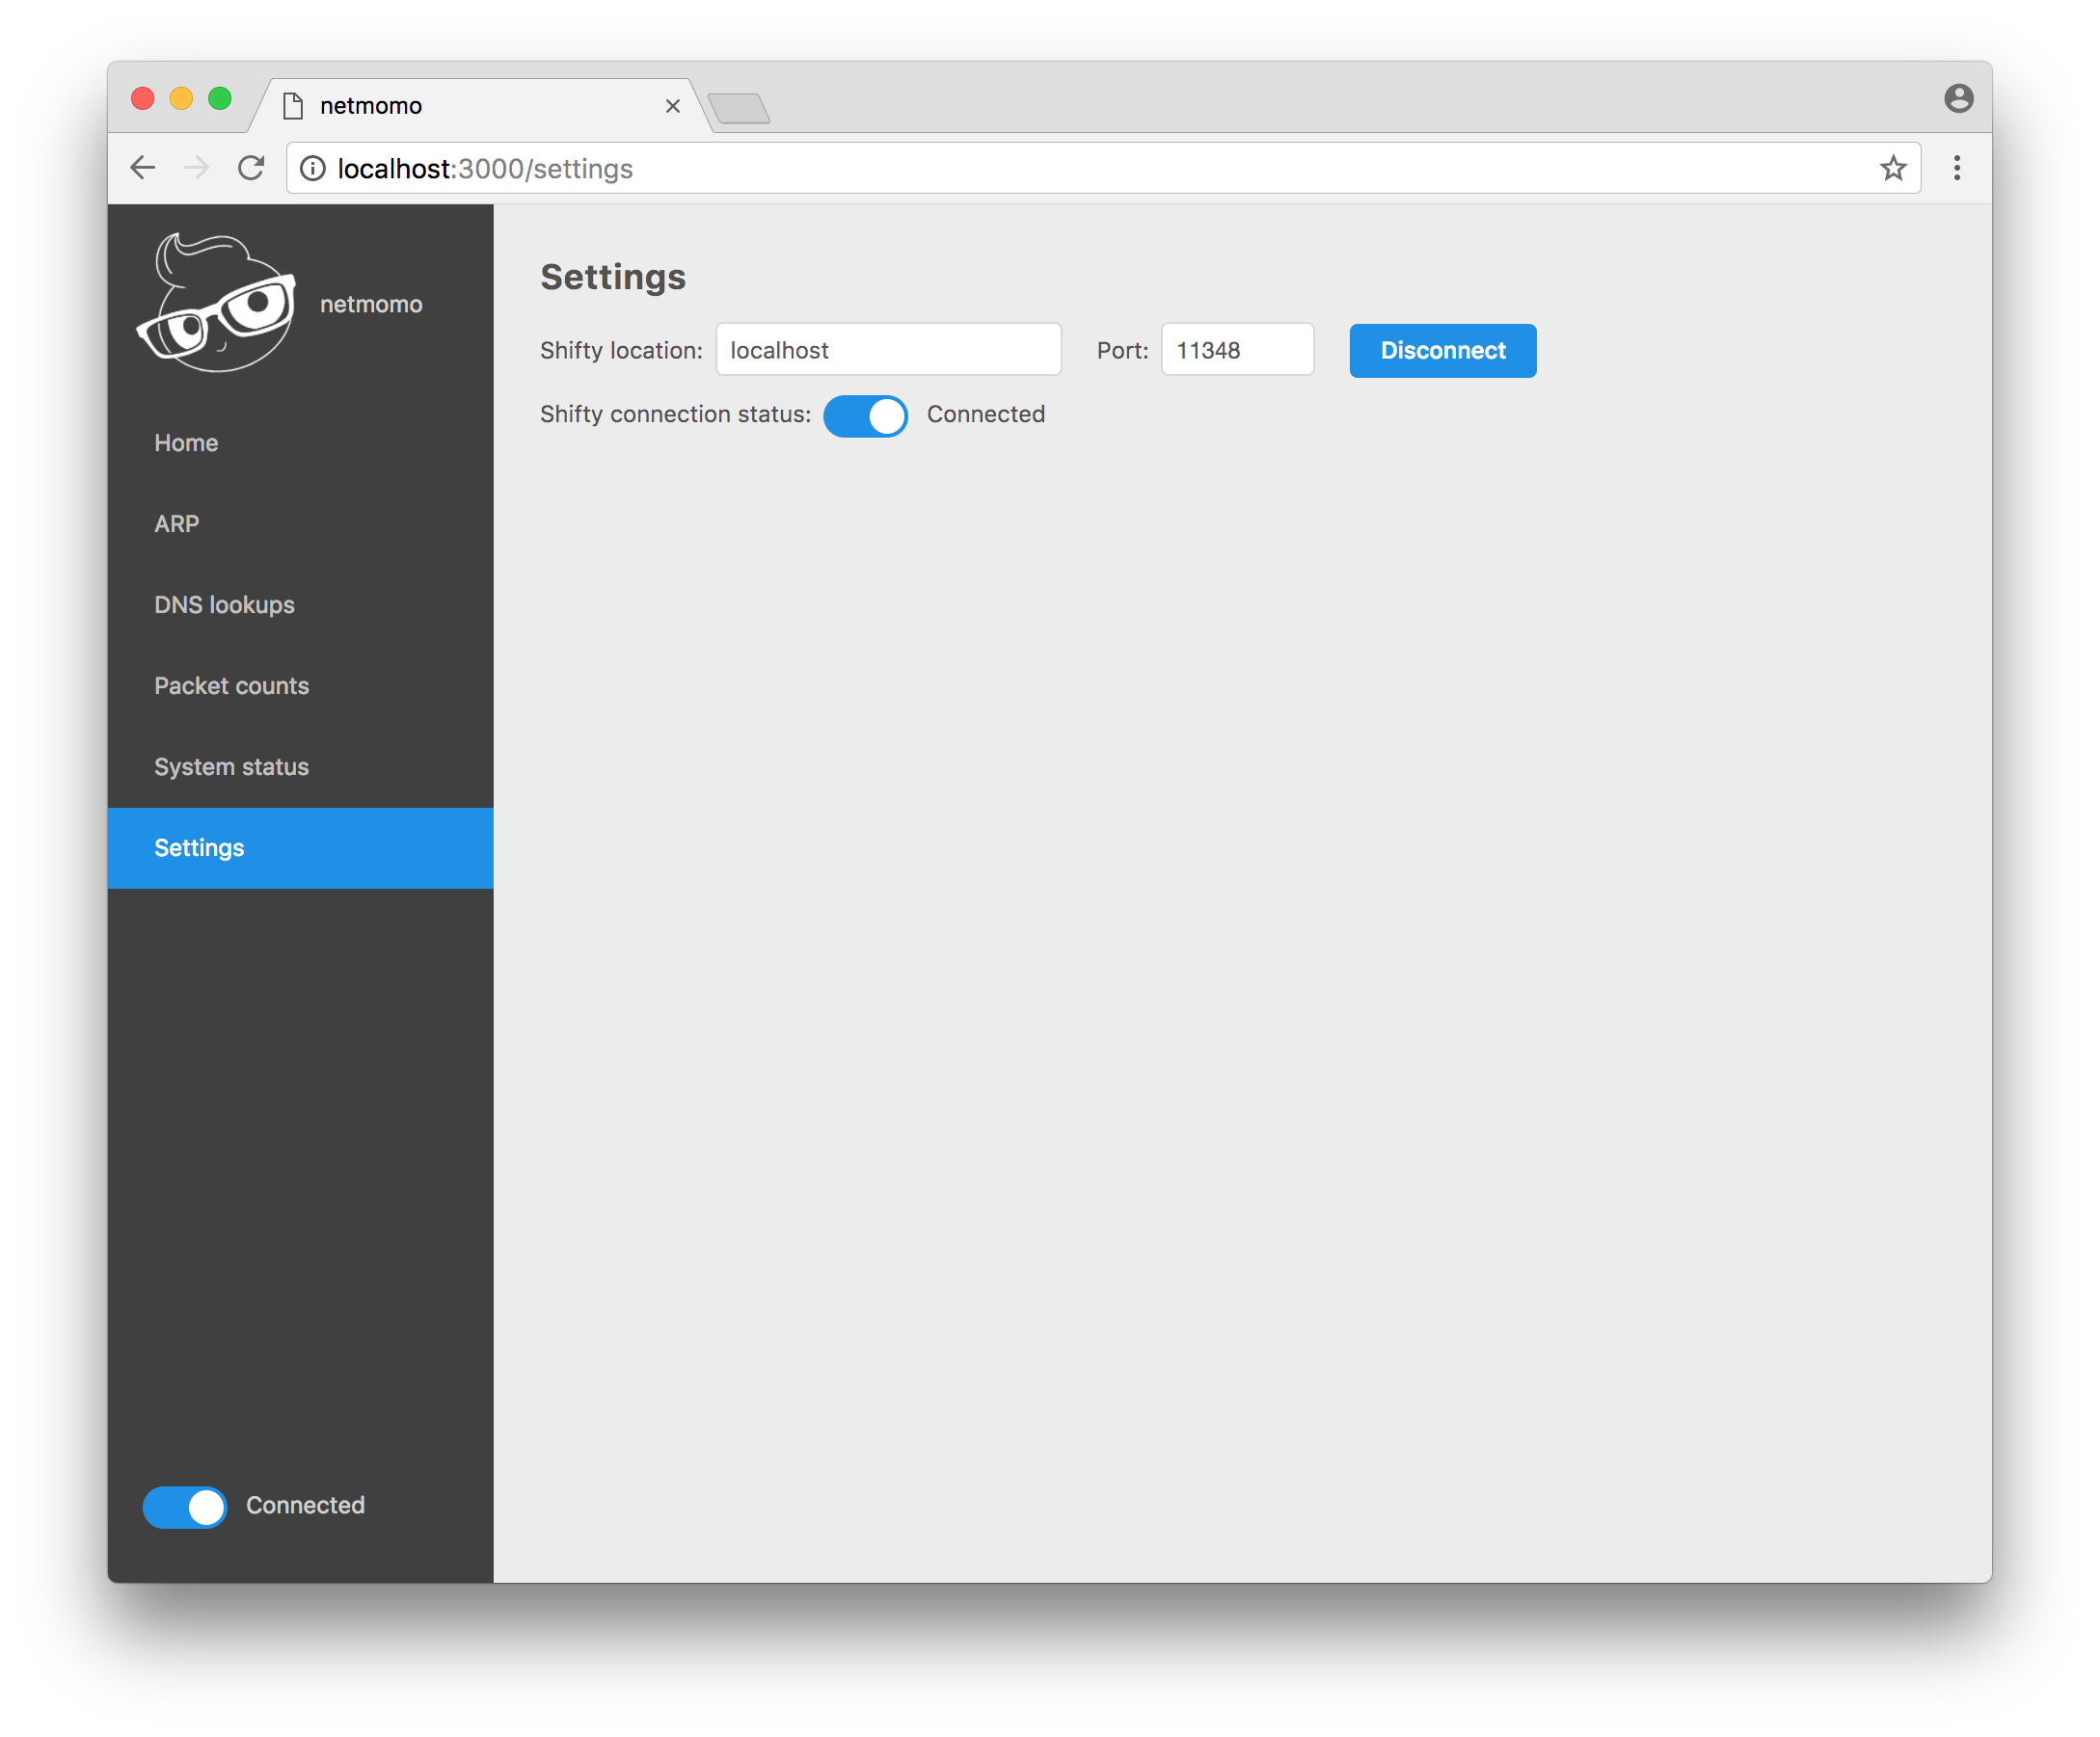 netmomo
localhost:3000/settings
netmomo
Home
ARP
DNS lookups
Packet counts
System status
Settings
Connected
Settings
Shifty location: localhost Port: 11348 Disconnect
Shifty connection status: Connected